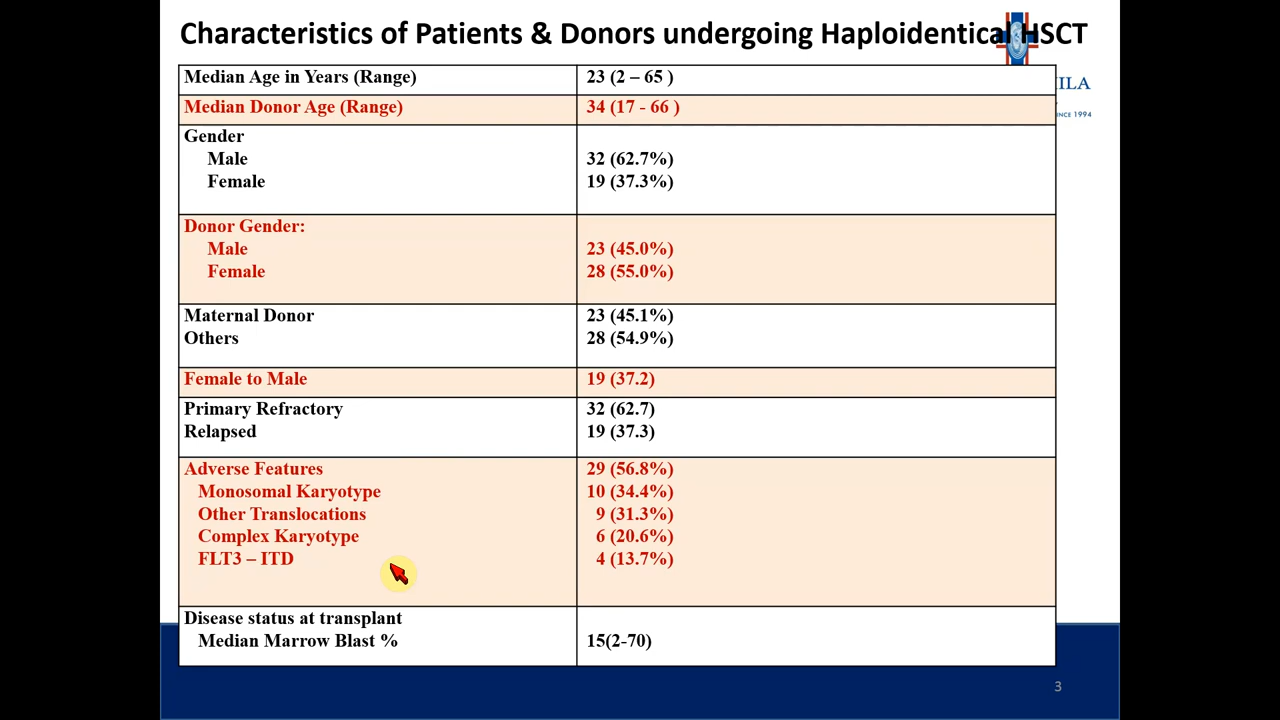 Characteristics of Patients & Donors undergoing Haploidentical HSCT
ILA
SINCE 1994
Median Age in Years (Range) 23 (2 – 65 )
Median Donor Age (Range) 34 (17 - 66 )
Gender
Male 32 (62.7%)
Female 19 (37.3%)
Donor Gender:
Male 23 (45.0%)
Female 28 (55.0%)
Maternal Donor 23 (45.1%)
Others 28 (54.9%)
Female to Male 19 (37.2)
Primary Refractory 32 (62.7)
Relapsed 19 (37.3)
Adverse Features 29 (56.8%)
Monosomal Karyotype 10 (34.4%)
Other Translocations 9 (31.3%)
Complex Karyotype 6 (20.6%)
FLT3 – ITD 4 (13.7%)
Disease status at transplant
Median Marrow Blast % 15(2-70)
3